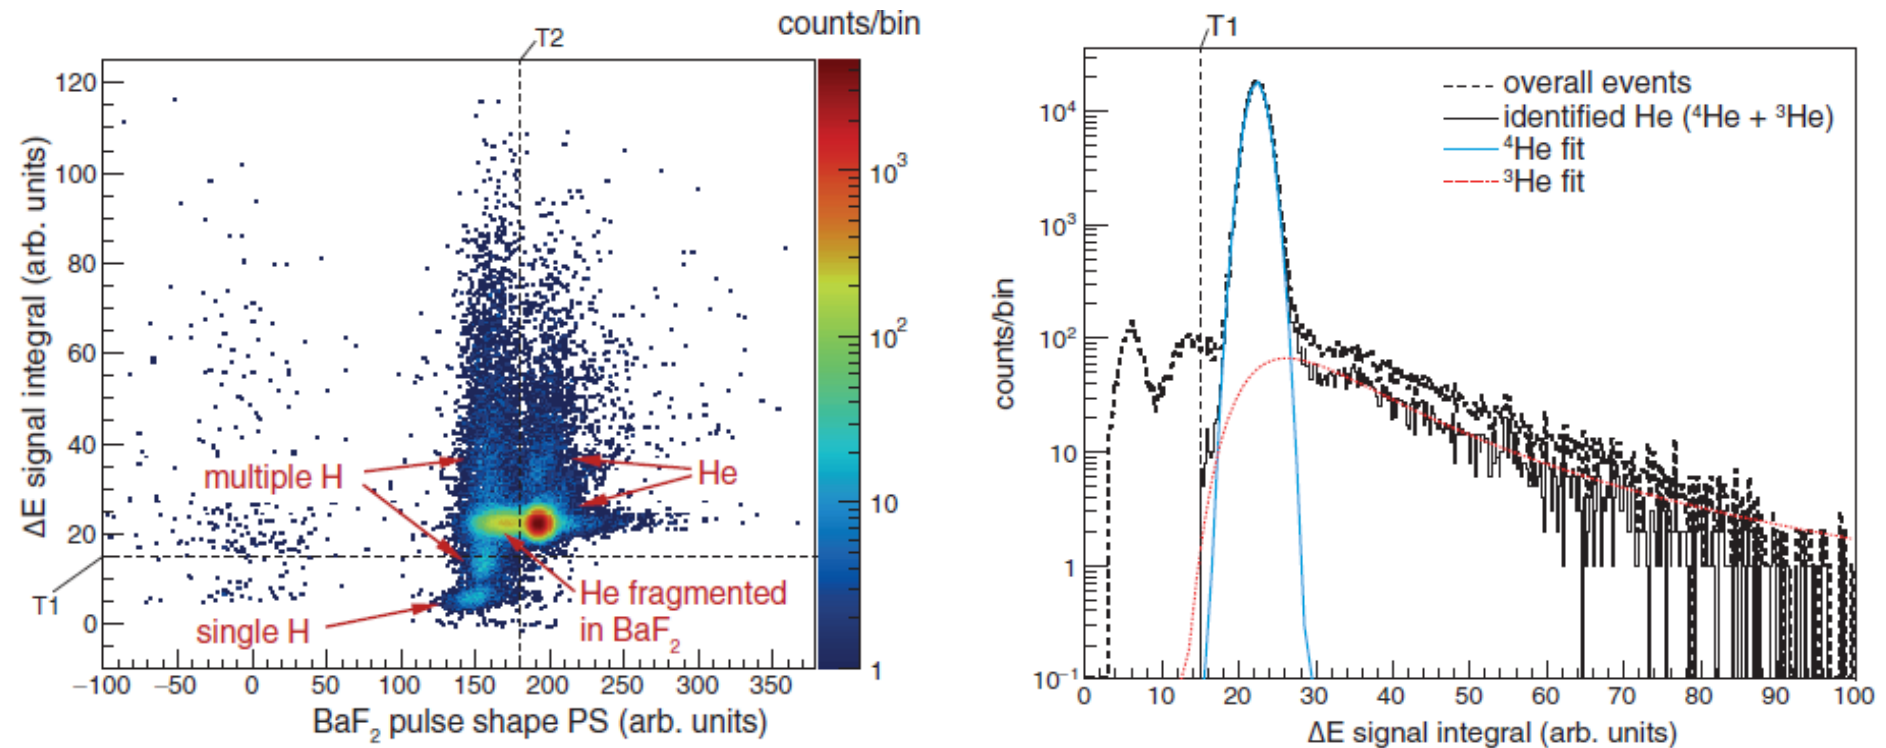 counts/bin
T2
T1
120
100
80
60
40
20
0
ΔE signal integral (arb. units)
multiple H
He
He fragmented
in BaF₂
single H
T1
−100 −50 0 50 100 150 200 250 300 350
BaF₂ pulse shape PS (arb. units)
10³
10²
10
1
overall events
identified He (⁴He + ³He)
⁴He fit
³He fit
10⁴
10³
10²
10
1
10⁻¹
counts/bin
0 10 20 30 40 50 60 70 80 90 100
ΔE signal integral (arb. units)